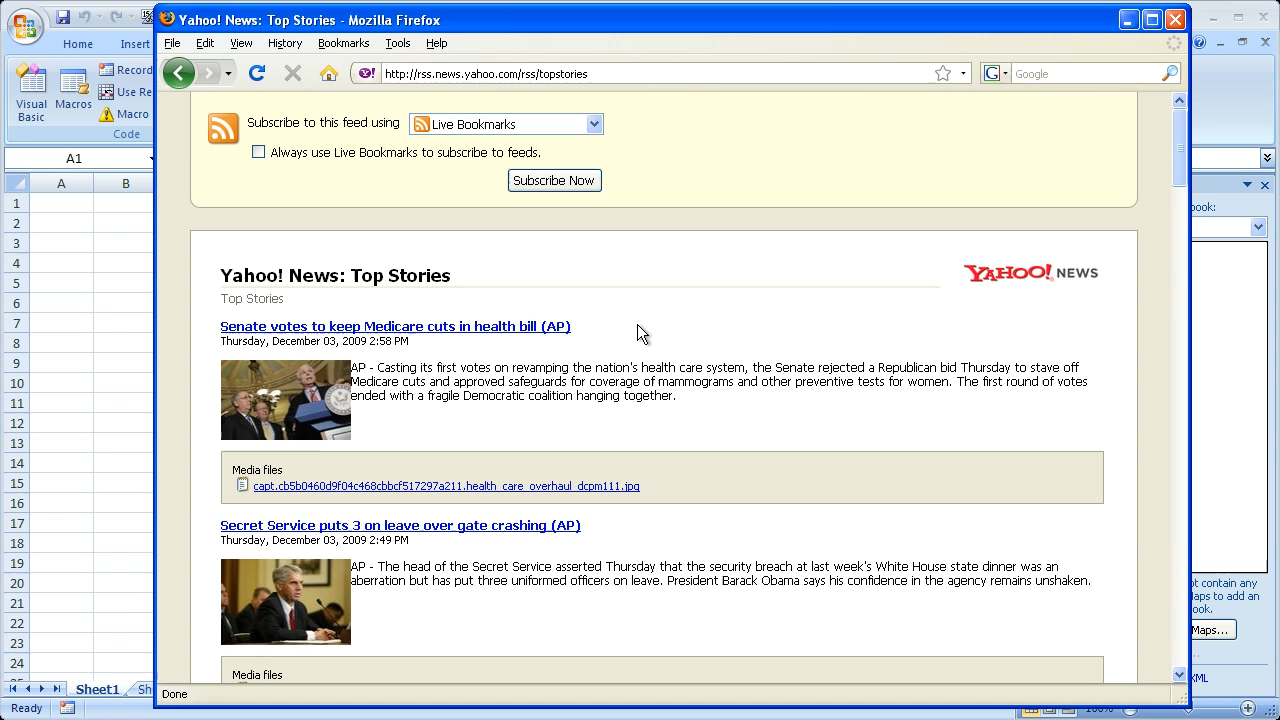 Yahoo! News: Top Stories - Mozilla Firefox
File Edit View History Bookmarks Tools Help
http://rss.news.yahoo.com/rss/topstories
Google
Home Insert
Visual Basic
Macros
Record
Use Re
Macro
Code
A1
A B
1
2
3
4
5
6
7
8
9
10
11
12
13
14
15
16
17
18
19
20
21
22
23
24
Sheet1 Sh
Ready
Subscribe to this feed using Live Bookmarks
Always use Live Bookmarks to subscribe to feeds.
Subscribe Now
Yahoo! News: Top Stories
YAHOO! NEWS
Top Stories
Senate votes to keep Medicare cuts in health bill (AP)
Thursday, December 03, 2009 2:58 PM
AP - Casting its first votes on revamping the nation's health care system, the Senate rejected a Republican bid Thursday to stave off
Medicare cuts and approved safeguards for coverage of mammograms and other preventive tests for women. The first round of votes
ended with a fragile Democratic coalition hanging together.
Media files
capt.cb5b0460d9f04c468cbbcf517297a211.health_care_overhaul_dcpm111.jpg
Secret Service puts 3 on leave over gate crashing (AP)
Thursday, December 03, 2009 2:49 PM
AP - The head of the Secret Service asserted Thursday that the security breach at last week's White House state dinner was an
aberration but has put three uniformed officers on leave. President Barack Obama says his confidence in the agency remains unshaken.
Media files
Done
book:
ot contain any
aps to add an
ook.
Maps...
XML
100%